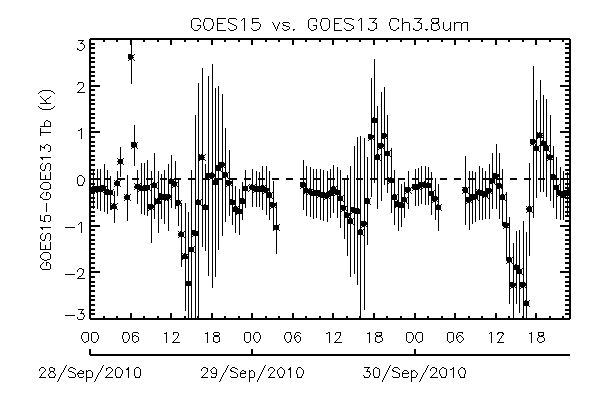 GOES15 vs. GOES13 Ch3.8um
GOES15-GOES13 Tb (K)
3
2
1
0
-1
-2
-3
00 06 12 18 00 06 12 18 00 06 12 18
28/Sep/2010 29/Sep/2010 30/Sep/2010